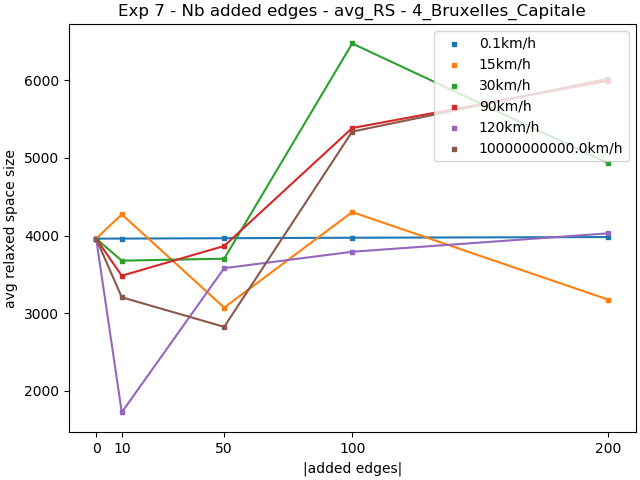 Exp 7 - Nb added edges - avg_RS - 4_Bruxelles_Capitale
0.1km/h
15km/h
30km/h
90km/h
120km/h
10000000000.0km/h
6000
5000
4000
3000
2000
avg relaxed space size
0 10 50 100 200
|added edges|